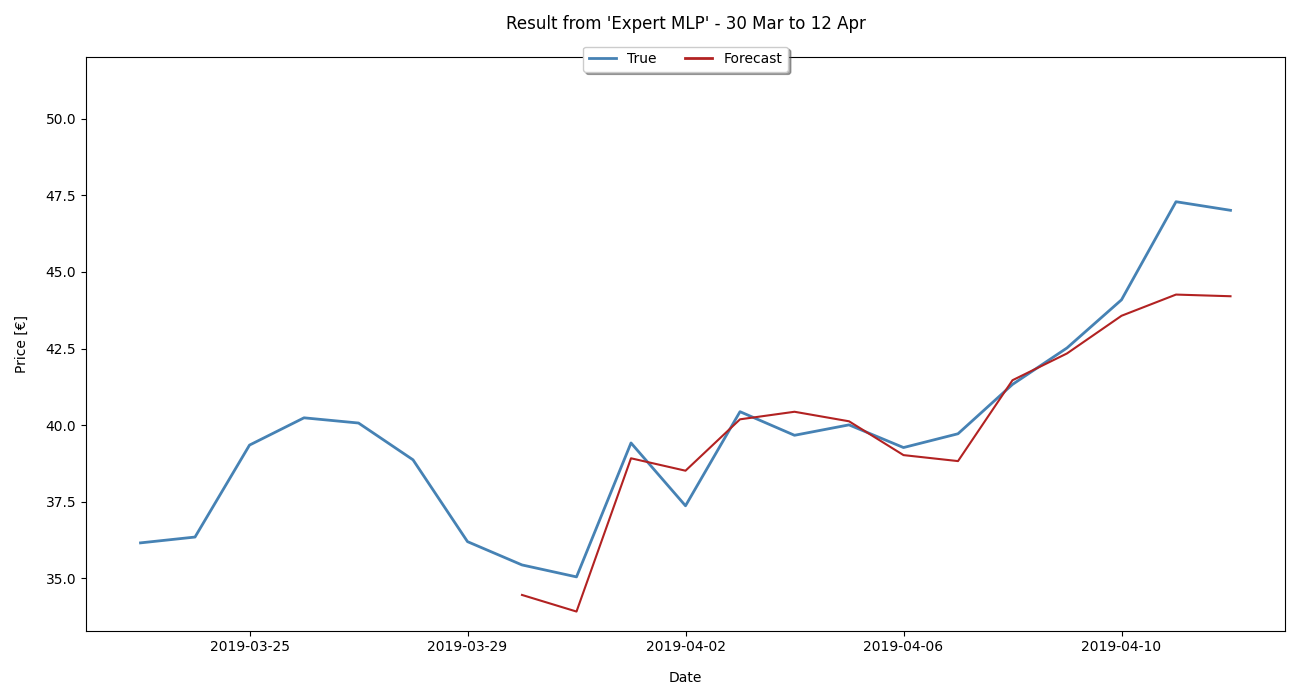 Result from 'Expert MLP' - 30 Mar to 12 Apr
True
Forecast
50.0
47.5
45.0
42.5
40.0
37.5
35.0
Price [€]
2019-03-25
2019-03-29
2019-04-02
2019-04-06
2019-04-10
Date